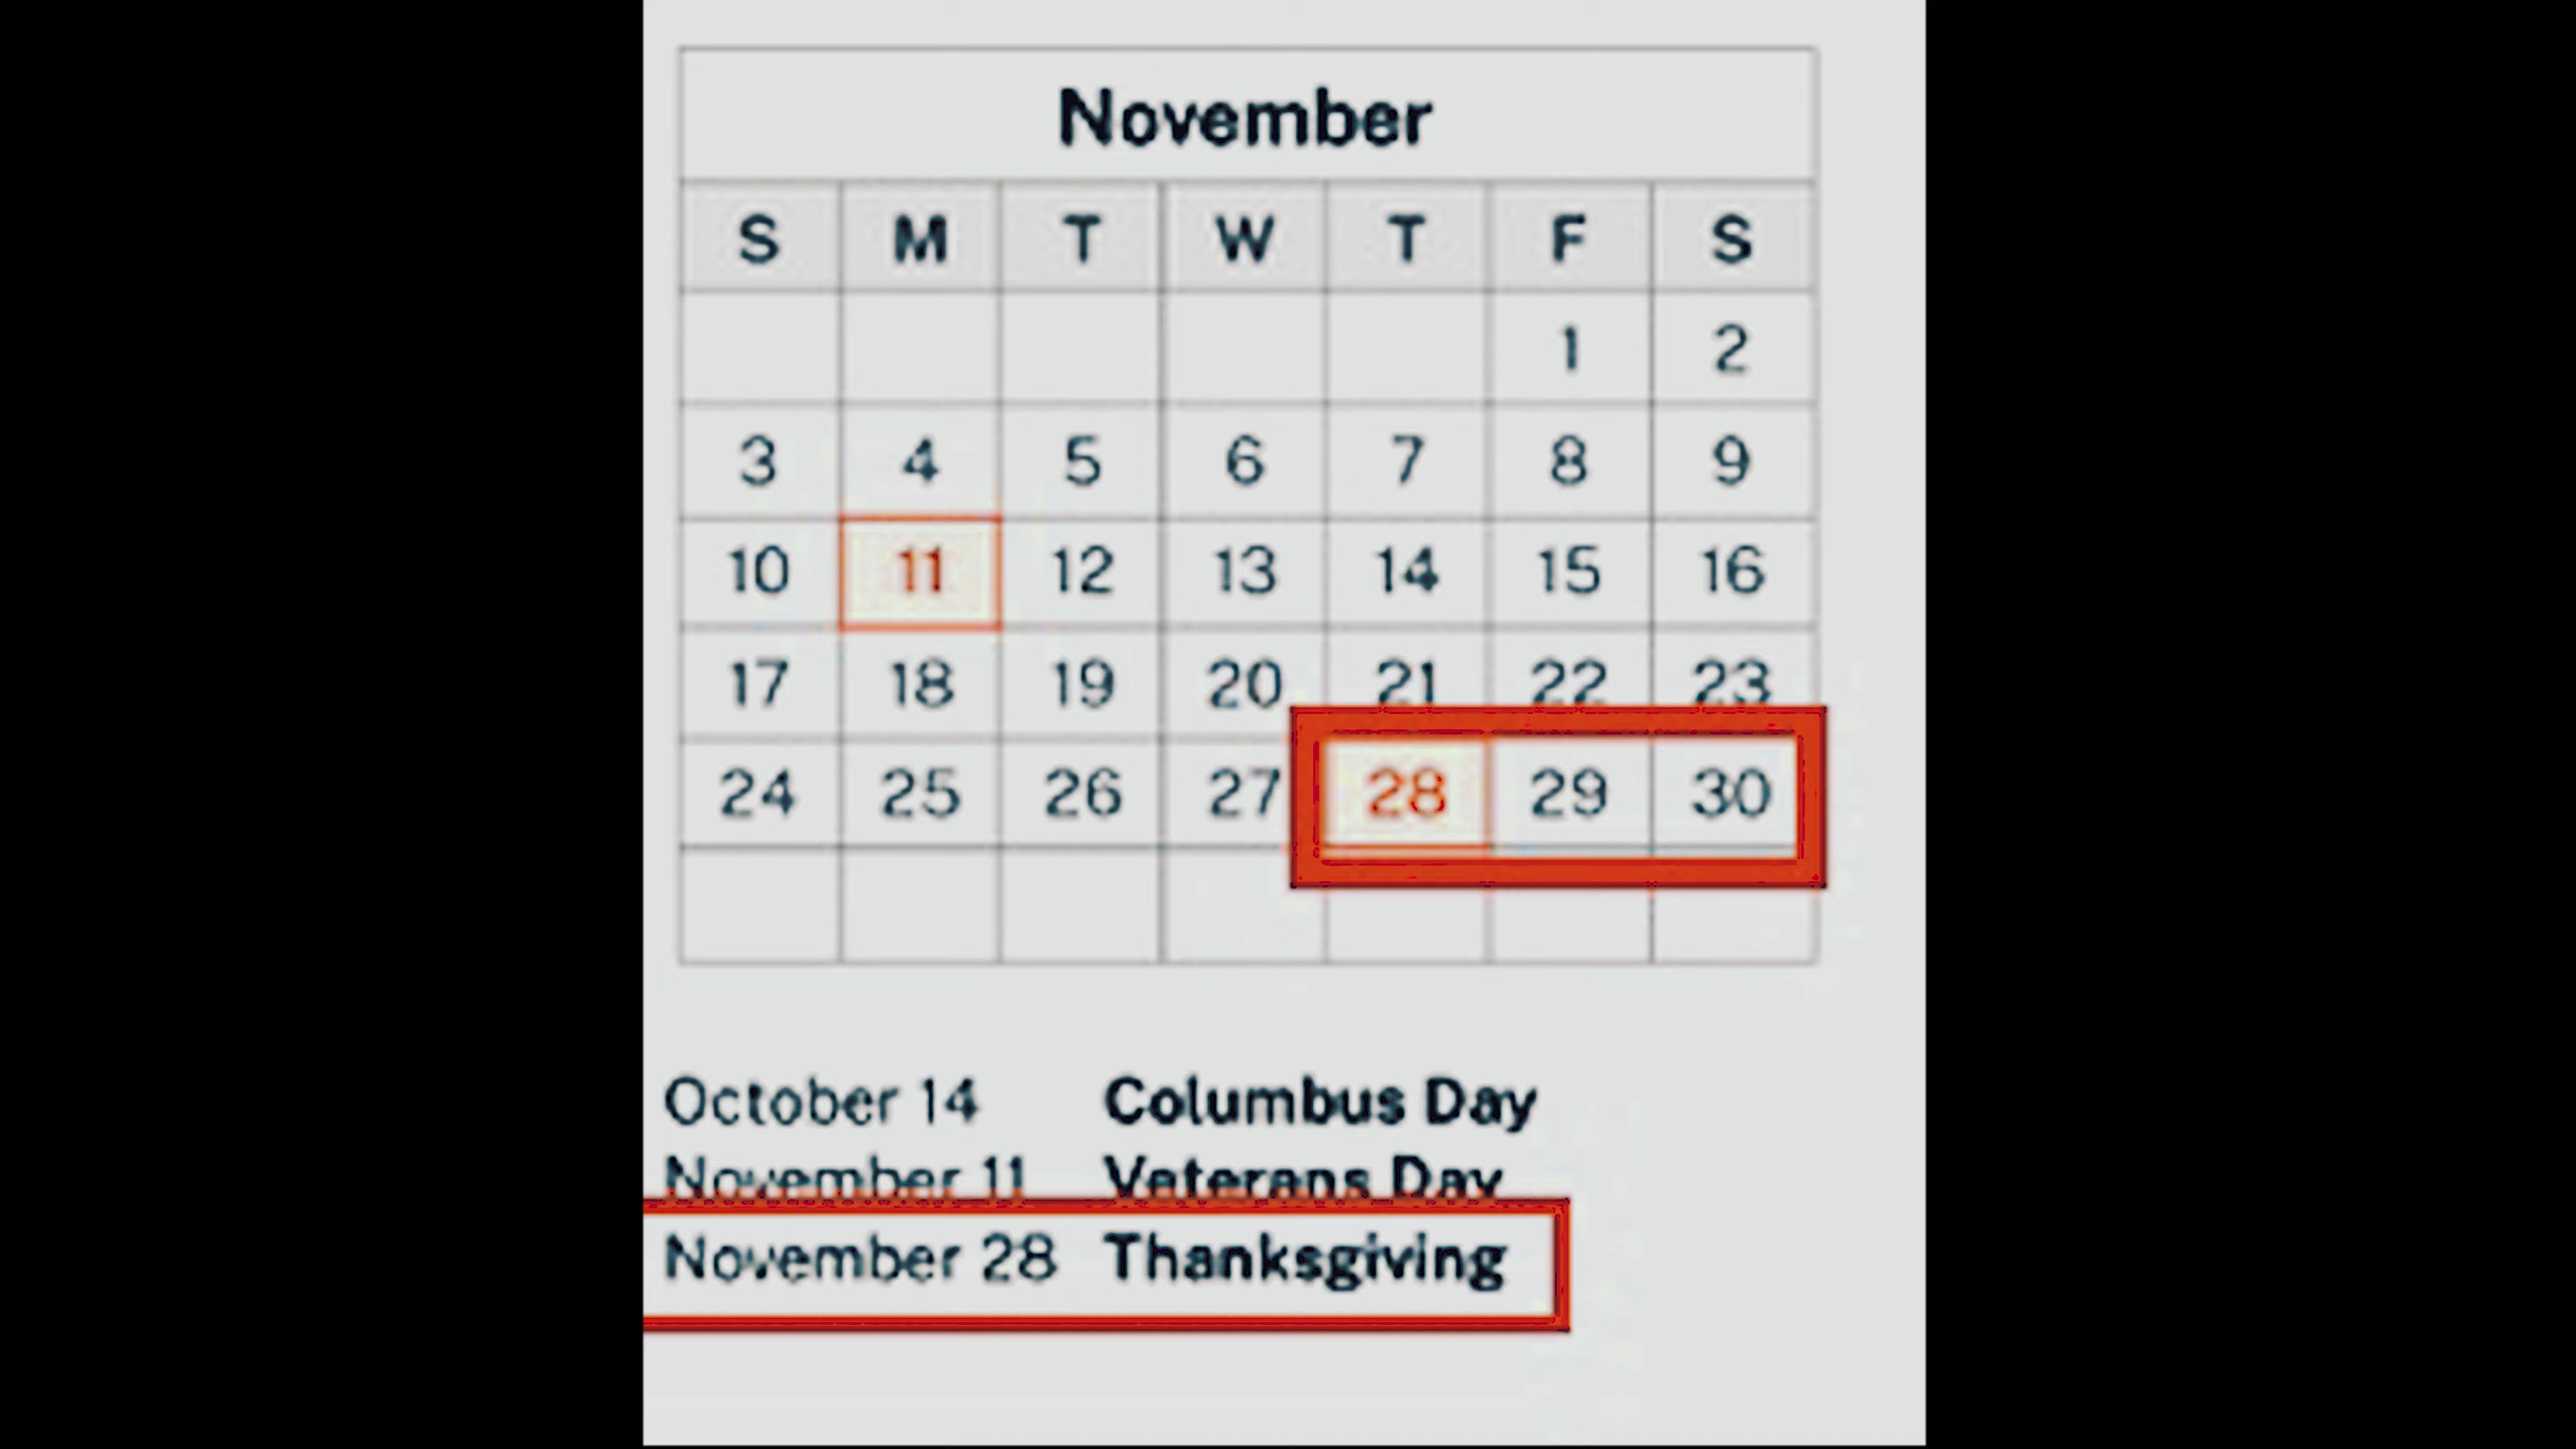 November
S M T W T F S
1 2
3 4 5 6 7 8 9
10 11 12 13 14 15 16
17 18 19 20 21 22 23
24 25 26 27 28 29 30
October 14 Columbus Day
November 11 Veterans Day
November 28 Thanksgiving